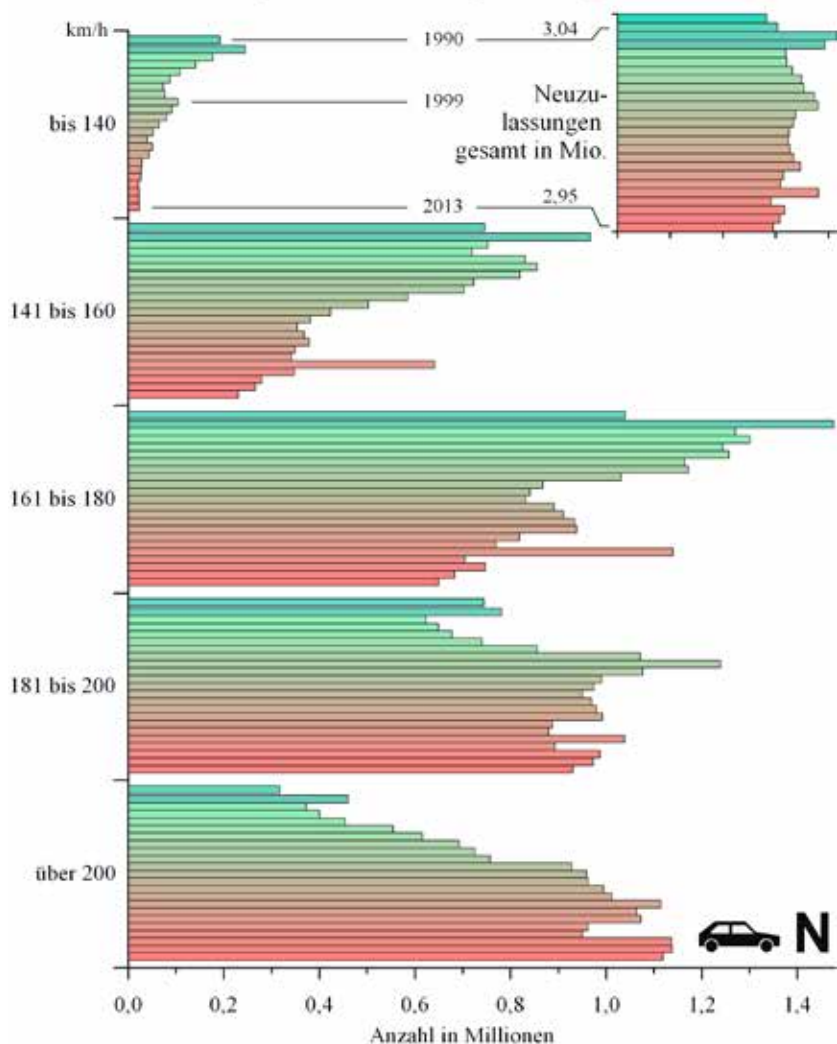 km/h
1990
3,04
1999
Neuzu-
lassungen
gesamt in Mio.
bis 140
2013
2,95
141 bis 160
161 bis 180
181 bis 200
über 200
N
0,0 0,2 0,4 0,6 0,8 1,0 1,2 1,4
Anzahl in Millionen